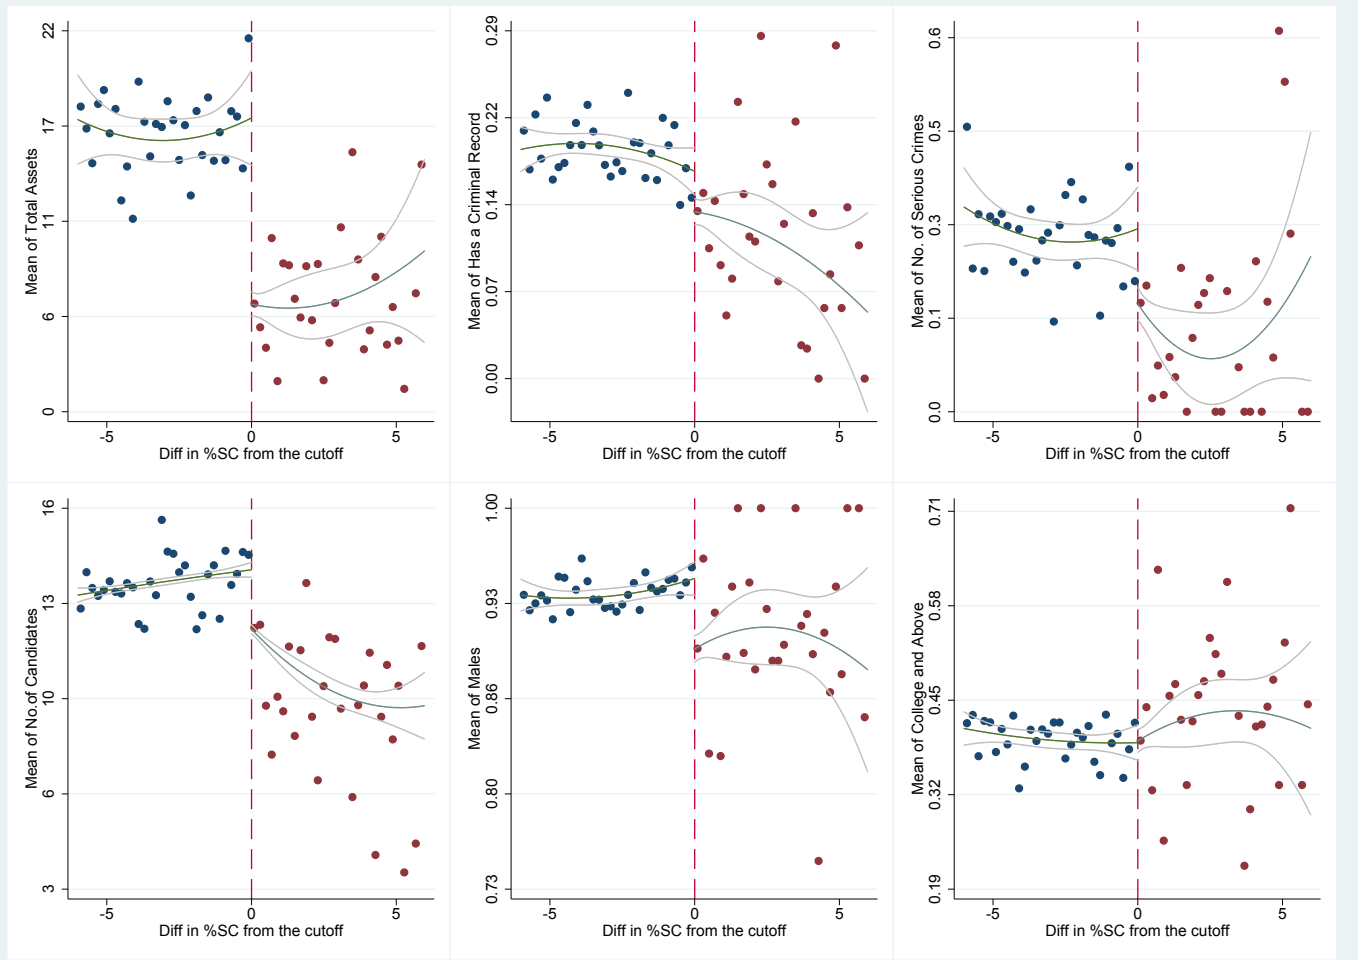 Mean of Total Assets
22
17
11
6
0
-5 0 5
Diff in %SC from the cutoff
Mean of Has a Criminal Record
0.29
0.22
0.14
0.07
0.00
-5 0 5
Diff in %SC from the cutoff
Mean of No. of Serious Crimes
0.6
0.5
0.3
0.1
0.0
-5 0 5
Diff in %SC from the cutoff
Mean of No.of Candidates
16
13
10
6
3
-5 0 5
Diff in %SC from the cutoff
Mean of Males
1.00
0.93
0.86
0.80
0.73
-5 0 5
Diff in %SC from the cutoff
Mean of College and Above
0.71
0.58
0.45
0.32
0.19
-5 0 5
Diff in %SC from the cutoff